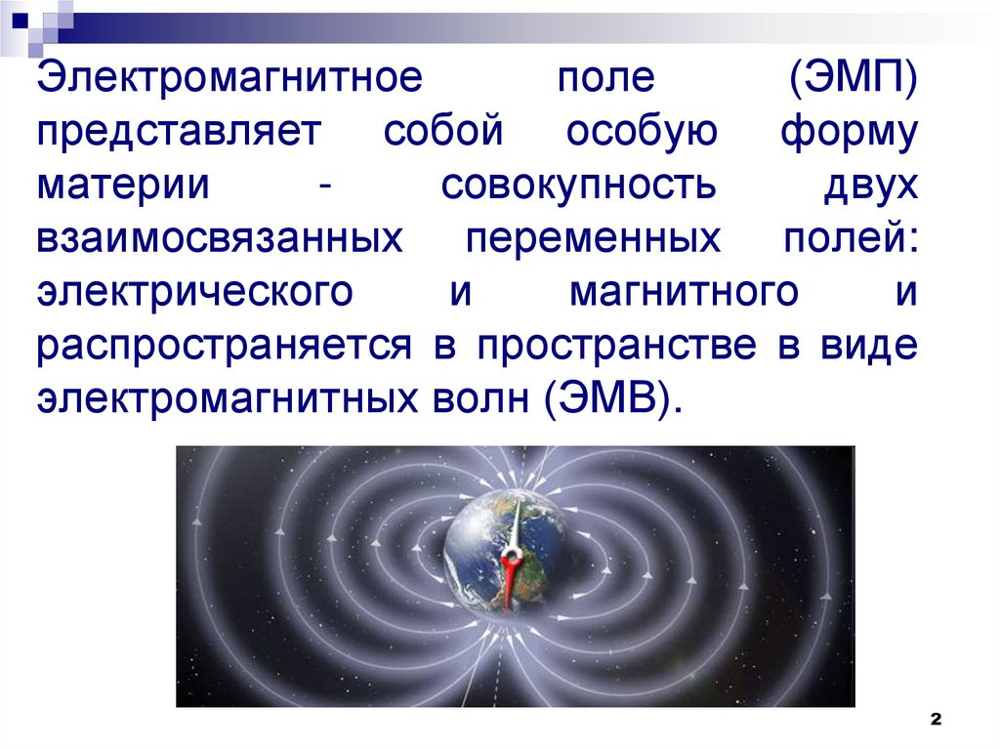 Электромагнитное поле (ЭМП)
представляет собой особую форму
материи - совокупность двух
взаимосвязанных переменных полей:
электрического и магнитного и
распространяется в пространстве в виде
электромагнитных волн (ЭМВ).
2